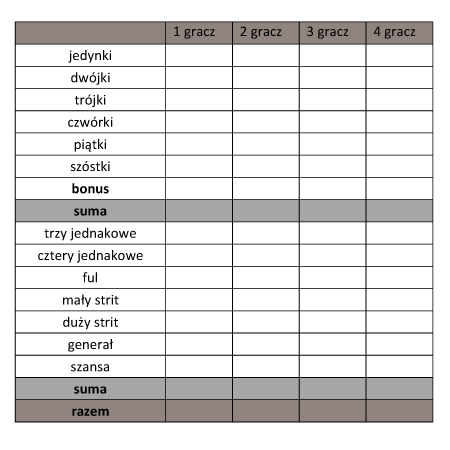 1 gracz 2 gracz 3 gracz 4 gracz
jedynki
dwójki
trójki
czwórki
piątki
szóstki
bonus
suma
trzy jednakowe
cztery jednakowe
ful
mały strit
duży strit
generał
szansa
suma
razem